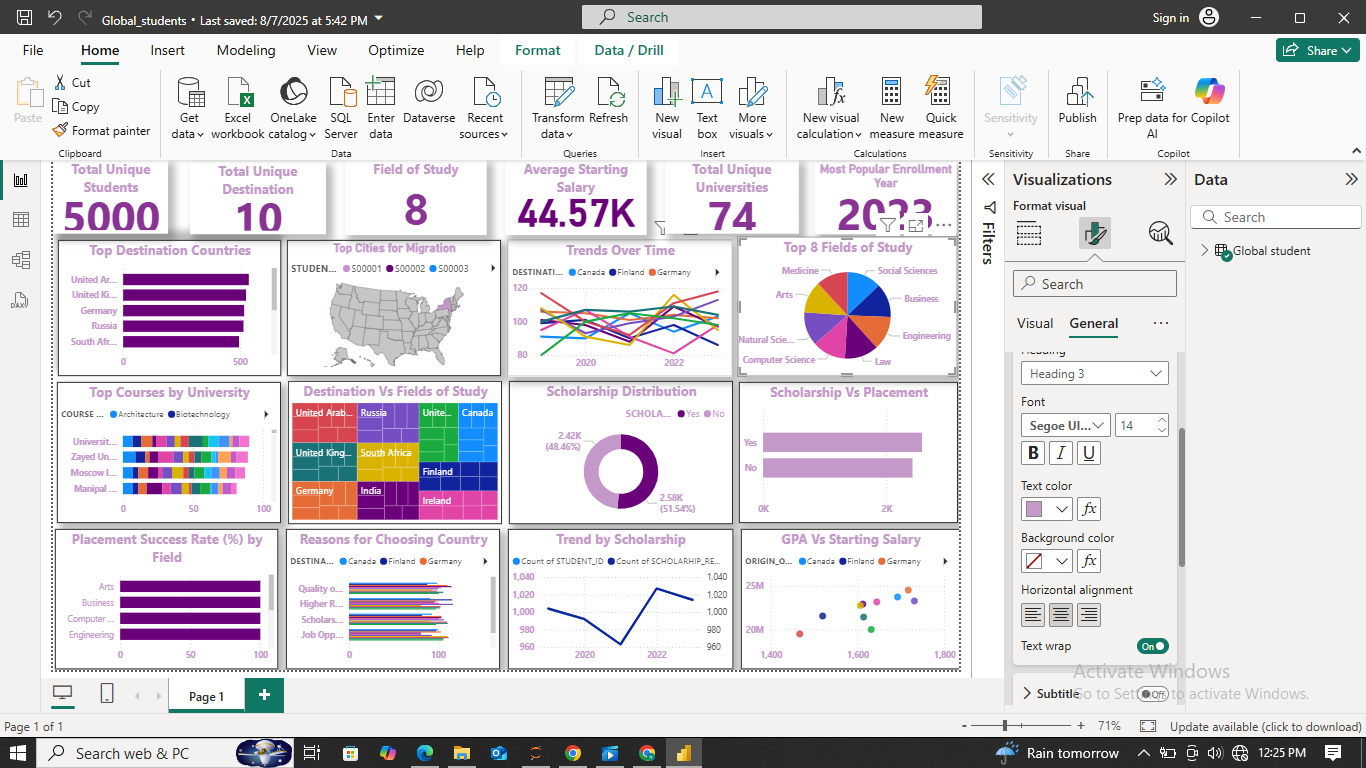 Global_students • Last saved: 8/7/2025 at 5:42 PM
Search
Sign in
File
Home
Insert
Modeling
View
Optimize
Help
Format
Data / Drill
Share
Paste
Cut
Copy
Format painter
Get data
Excel workbook
OneLake catalog
SQL Server
Enter data
Dataverse
Recent sources
Transform data
Refresh
New visual
Text box
More visuals
New visual calculation
New measure
Quick measure
Sensitivity
Publish
Prep data for AI
Copilot
Clipboard
Data
Queries
Insert
Calculations
Sensitivity
Share
Copilot
Total Unique Students
5000
Total Unique Destination
10
Field of Study
8
Average Starting Salary
44.57K
Total Unique Universities
74
Most Popular Enrollment Year
2023
Top Destination Countries
United Ar...
United Ki...
Germany
Russia
South Afr...
0
500
Top Cities for Migration
STUDEN...
S00001
S00002
S00003
Trends Over Time
DESTINATI...
Canada
Finland
Germany
120
100
80
2020
2022
Top 8 Fields of Study
Medicine
Social Sciences
Arts
Business
Natural Scie...
Engineering
Computer Science
Law
Top Courses by University
COURSE ...
Architecture
Biotechnology
Universit...
Zayed Un...
Moscow I...
Manipal ...
0
50
100
Destination Vs Fields of Study
United Arab...
Russia
Unite...
Canada
United King...
South Africa
Finland
Germany
India
Ireland
Scholarship Distribution
SCHOLA...
Yes
No
2.42K
(48.46%)
2.58K
(51.54%)
Scholarship Vs Placement
Yes
No
0K
2K
Placement Success Rate (%) by Field
Arts
Business
Computer ...
Engineering
0
50
100
Reasons for Choosing Country
DESTINA...
Canada
Finland
Germany
Quality o...
Higher R...
Scholars...
Job Opp...
0
100
Trend by Scholarship
Count of STUDENT_ID
Count of SCHOLARHIP_RE...
1,040
1,020
1,000
980
960
1,040
1,020
1,000
980
960
2020
2022
GPA Vs Starting Salary
ORIGIN_O...
Canada
Finland
Germany
25M
20M
1,400
1,600
1,800
Filters
Visualizations
Format visual
Search
Visual
General
Heading
Heading 3
Font
Segoe UI...
14
B
I
U
Text color
fx
Background color
fx
Horizontal alignment
Text wrap
On
Subtitle
Off
Data
Search
Global student
Activate Windows
Go to Settings to activate Windows.
DAX
Page 1
Page 1 of 1
- + 71%
Update available (click to download)
Search web & PC
Rain tomorrow
12:25 PM